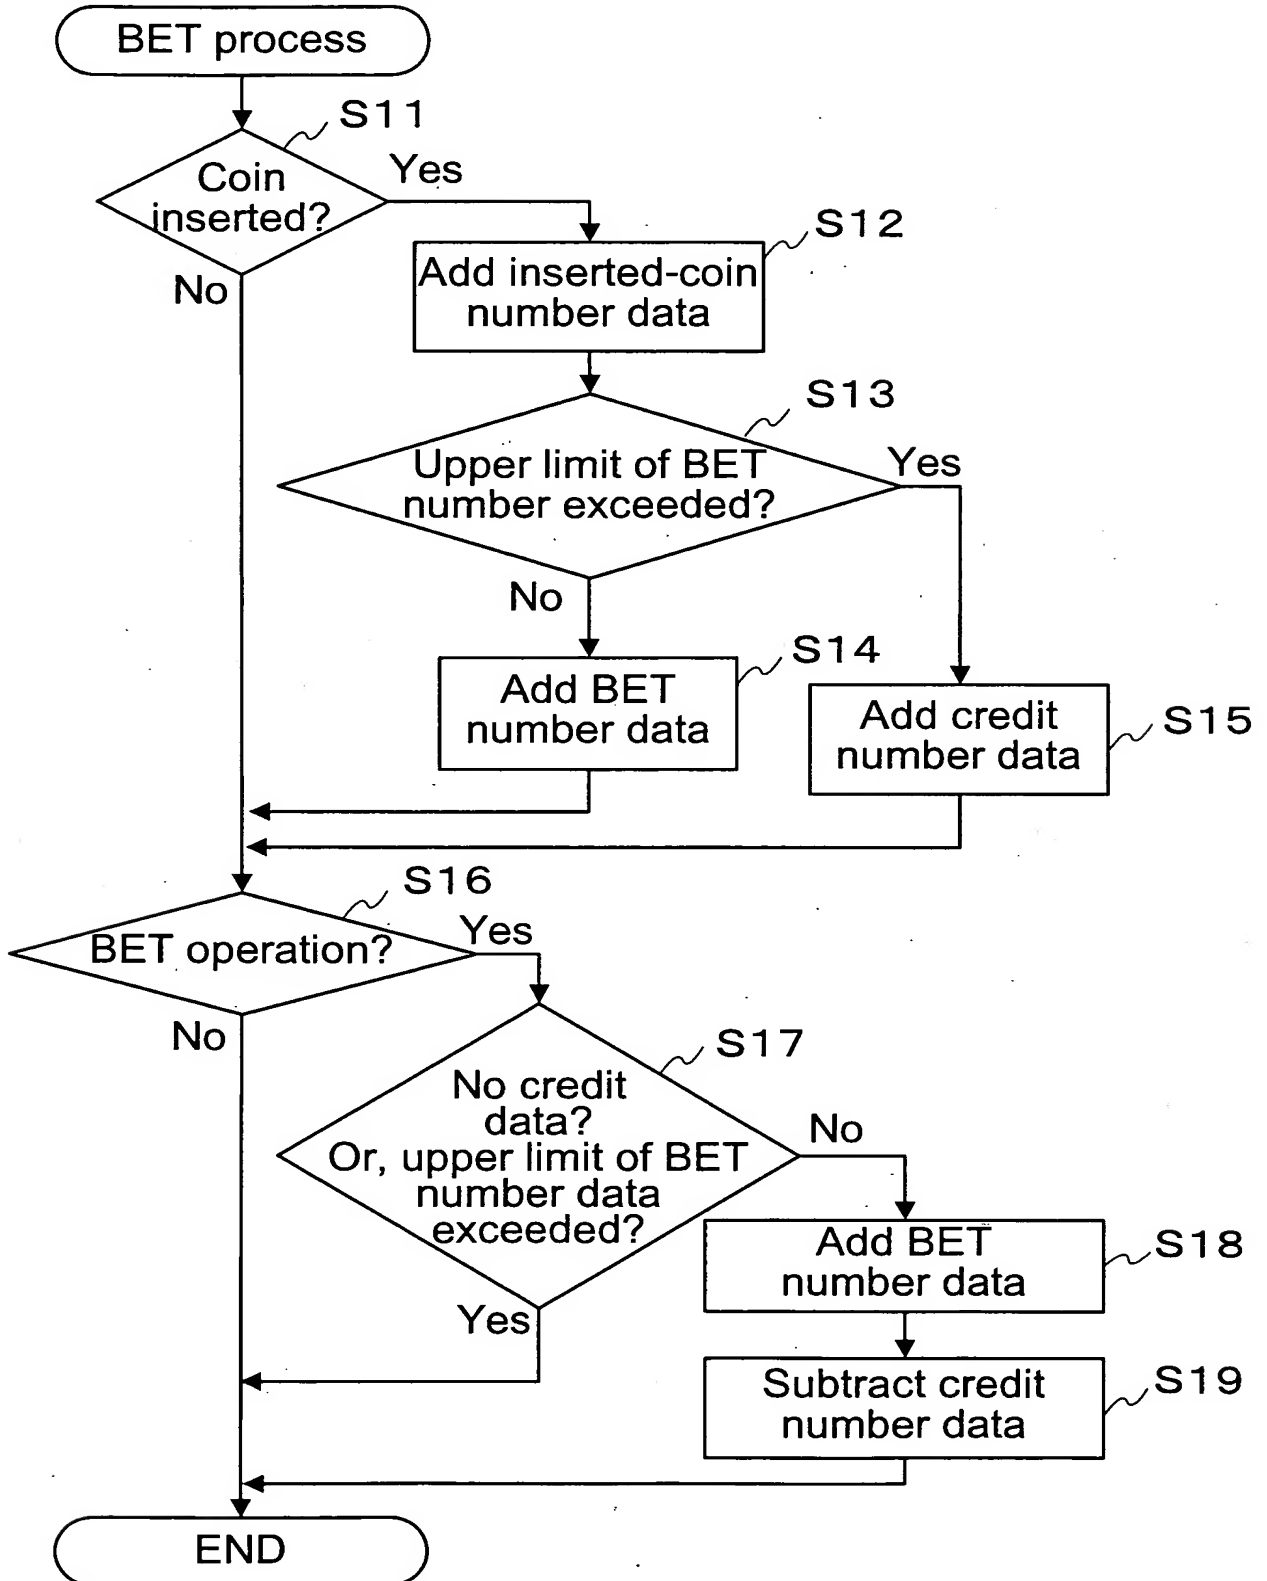 BET process
S11
Coin
inserted?
Yes
No
S12
Add inserted-coin
number data
S13
Upper limit of BET
number exceeded?
Yes
No
S14
Add BET
number data
S15
Add credit
number data
S16
BET operation?
Yes
No
S17
No credit
data?
Or, upper limit of BET
number data
exceeded?
No
Yes
S18
Add BET
number data
S19
Subtract credit
number data
END